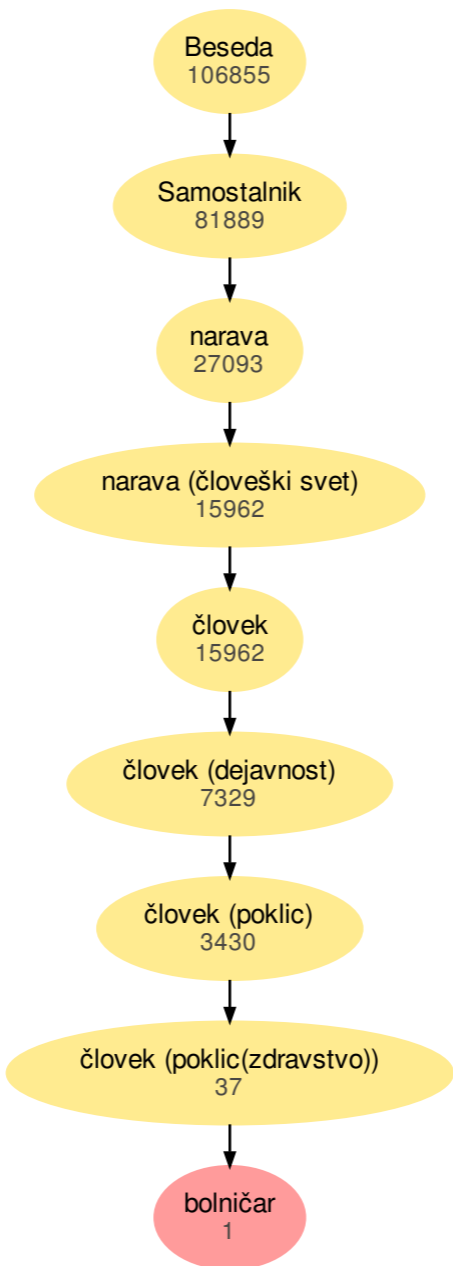 Beseda
106855
Samostalnik
81889
narava
27093
narava (človeški svet)
15962
človek
15962
človek (dejavnost)
7329
človek (poklic)
3430
človek (poklic(zdravstvo))
37
bolničar
1